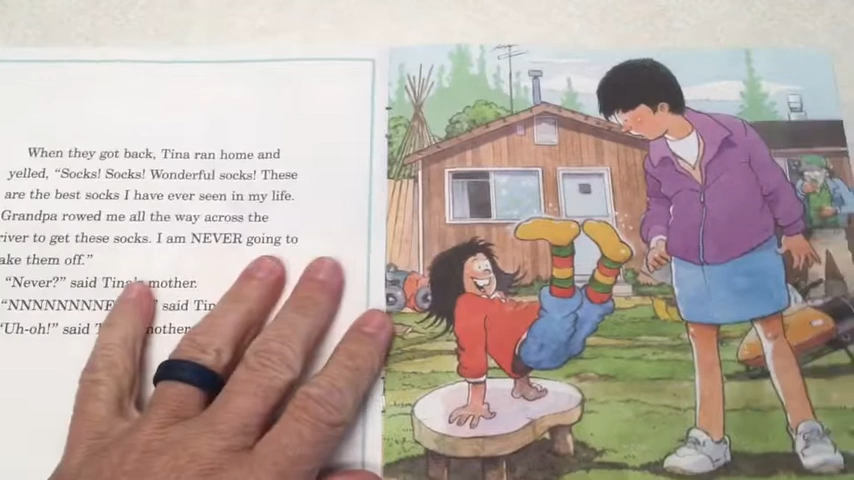 When they got back, Tina ran home and
yelled, "Socks! Socks! Wonderful socks! These
are the best socks I have ever seen in my life.
Grandpa rowed me all the way across the
river to get these socks. I am NEVER going to
take them off."
"Never?" said Tina's mother.
"NNNNNNNE said
"Uh-oh!" said mother.